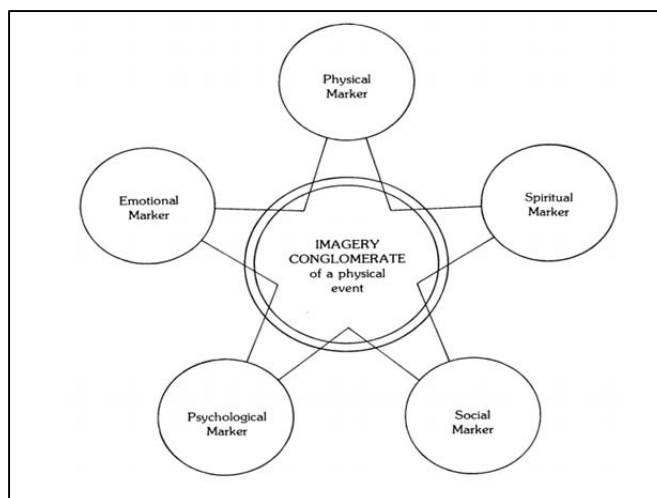 Physical
Marker
Emotional
Marker
Spiritual
Marker
IMAGERY
CONGLOMERATE
of a physical
event
Psychological
Marker
Social
Marker